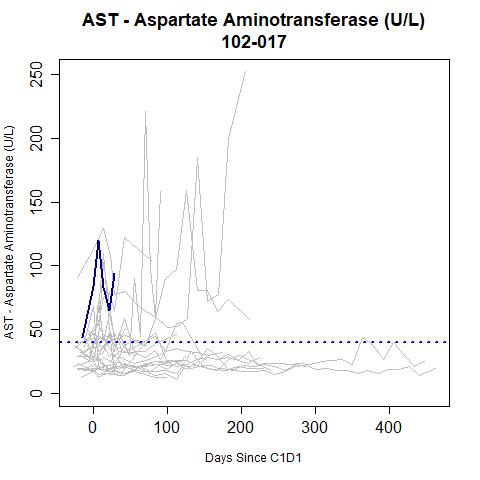 AST - Aspartate Aminotransferase (U/L)
102-017
AST - Aspartate Aminotransferase (U/L)
250
200
150
100
50
0
0 100 200 300 400
Days Since C1D1